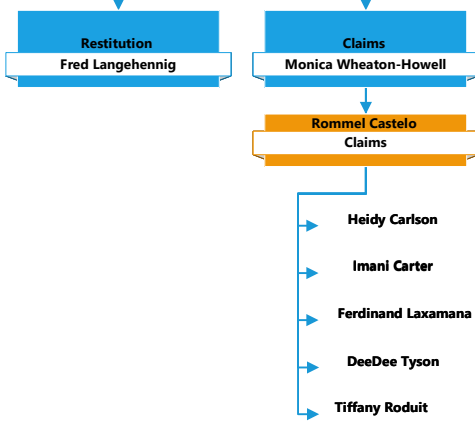 Restitution
Fred Langehennig
Claims
Monica Wheaton-Howell
Rommel Castelo
Claims
Heidy Carlson
Imani Carter
Ferdinand Laxamana
DeeDee Tyson
Tiffany Roduit